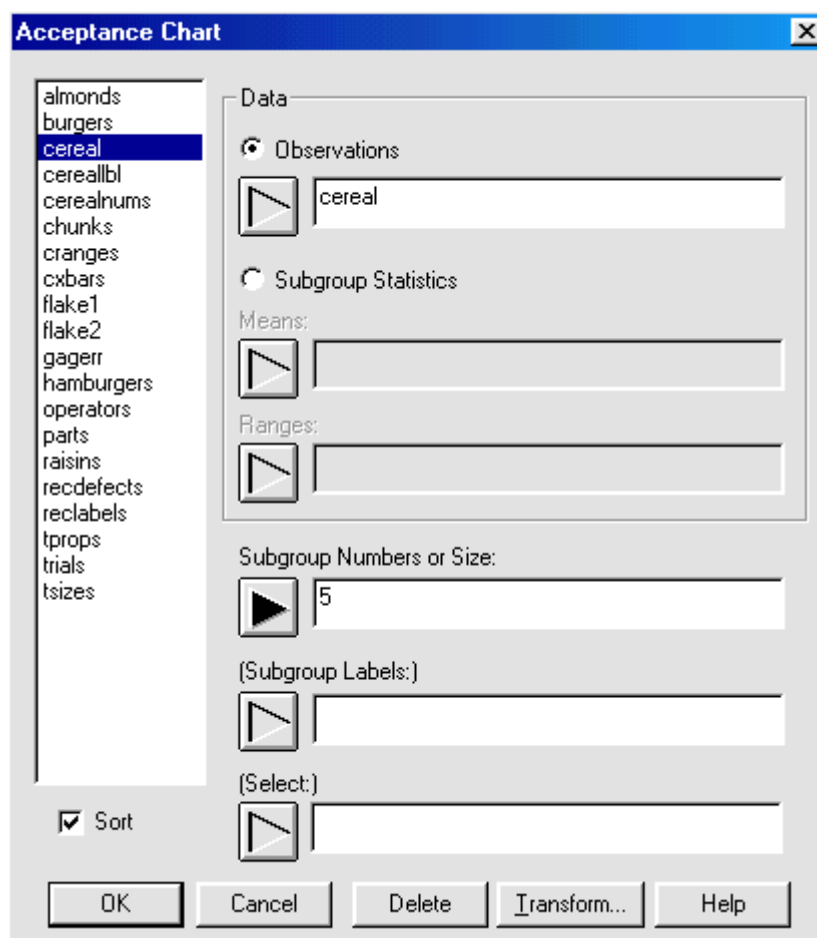 Acceptance Chart
almonds
burgers
cereal
cereallbl
cerealnums
chunks
cranges
cxbars
flake1
flake2
gagerr
hamburgers
operators
parts
raisins
recdefects
reclabels
tprops
trials
tsizes
Sort
Data
Observations
cereal
Subgroup Statistics
Means:
Ranges:
Subgroup Numbers or Size:
5
(Subgroup Labels:)
(Select:)
OK Cancel Delete Transform... Help